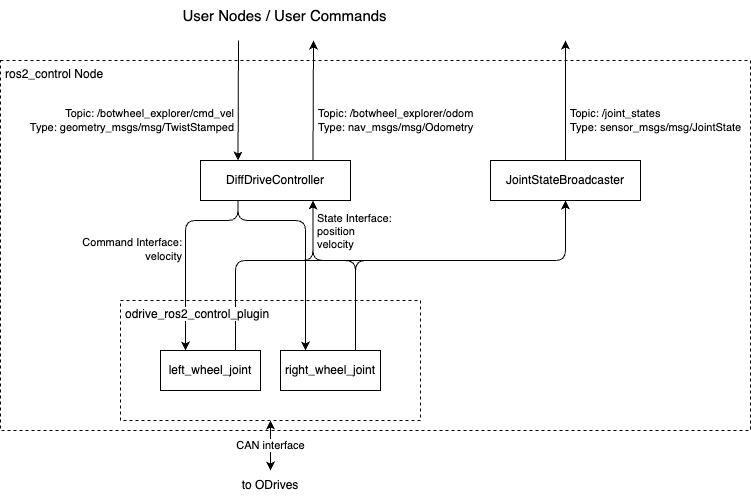 User Nodes / User Commands
ros2_control Node
Topic: /botwheel_explorer/cmd_vel
Type: geometry_msgs/msg/TwistStamped
Topic: /botwheel_explorer/odom
Type: nav_msgs/msg/Odometry
Topic: /joint_states
Type: sensor_msgs/msg/JointState
DiffDriveController
JointStateBroadcaster
Command Interface:
velocity
State Interface:
position
velocity
odrive_ros2_control_plugin
left_wheel_joint
right_wheel_joint
CAN interface
to ODrives